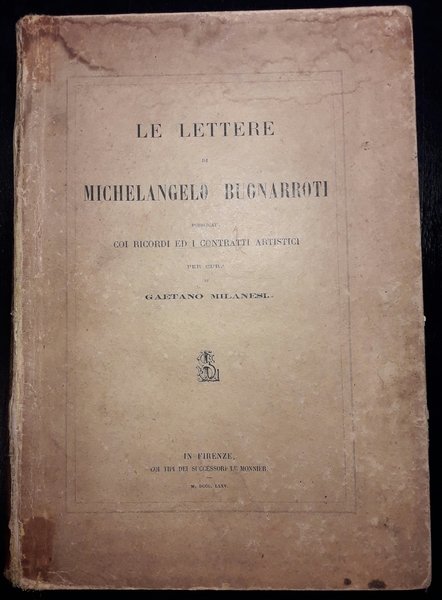 LE LETTERE
DI
MICHELANGELO BUONARROTI
PUBBLICATE
COI RICORDI ED I CONTRATTI ARTISTICI
PER CURA
DI
GAETANO MILANESI.
IN FIRENZE,
COI TIPI DEI SUCCESSORI LE MONNIER
M. DCCC. LXXV.